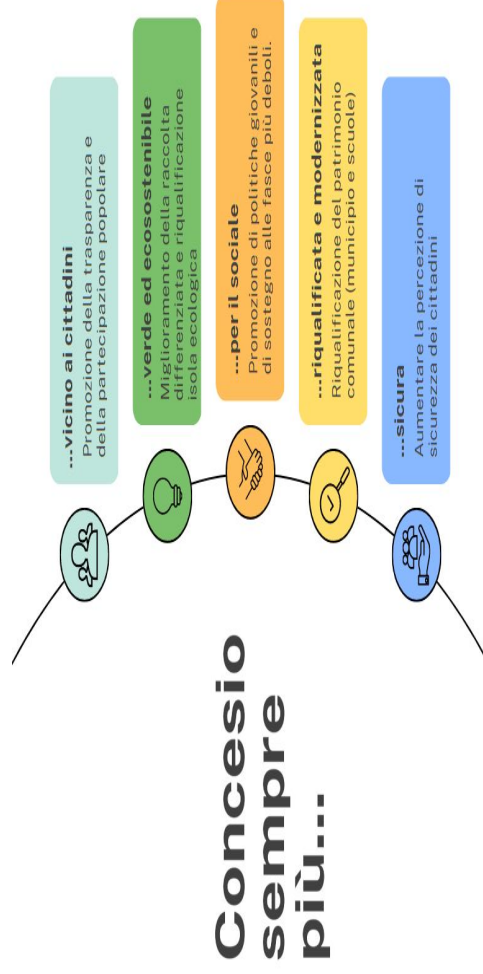 Concesio
sempre
più...
...vicino ai cittadini
Promozione della trasparenza e
della partecipazione popolare
...verde ed ecosostenibile
Miglioramento della raccolta
differenziata e riqualificazione
isola ecologica
...per il sociale
Promozione di politiche giovanili e
di sostegno alle fasce più deboli.
...riqualificata e modernizzata
Riqualificazione del patrimonio
comunale (municipio e scuole)
...sicura
Aumentare la percezione di
sicurezza dei cittadini